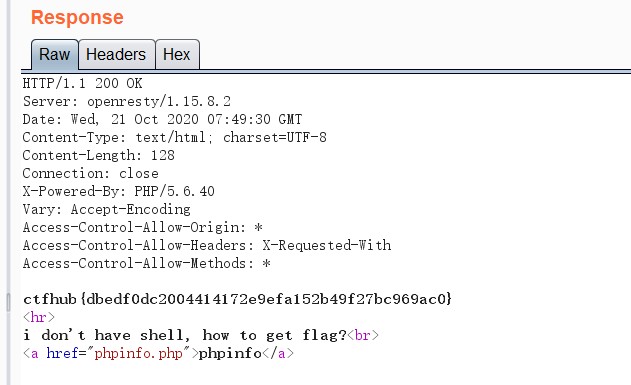 Response
Raw Headers Hex
HTTP/1.1 200 OK
Server: openresty/1.15.8.2
Date: Wed, 21 Oct 2020 07:49:30 GMT
Content-Type: text/html; charset=UTF-8
Content-Length: 128
Connection: close
X-Powered-By: PHP/5.6.40
Vary: Accept-Encoding
Access-Control-Allow-Origin: *
Access-Control-Allow-Headers: X-Requested-With
Access-Control-Allow-Methods: *
ctfhub{dbedf0dc2004414172e9efa152b49f27bc969ac0}
<hr>
i don't have shell, how to get flag?<br>
<a href="phpinfo.php">phpinfo</a>